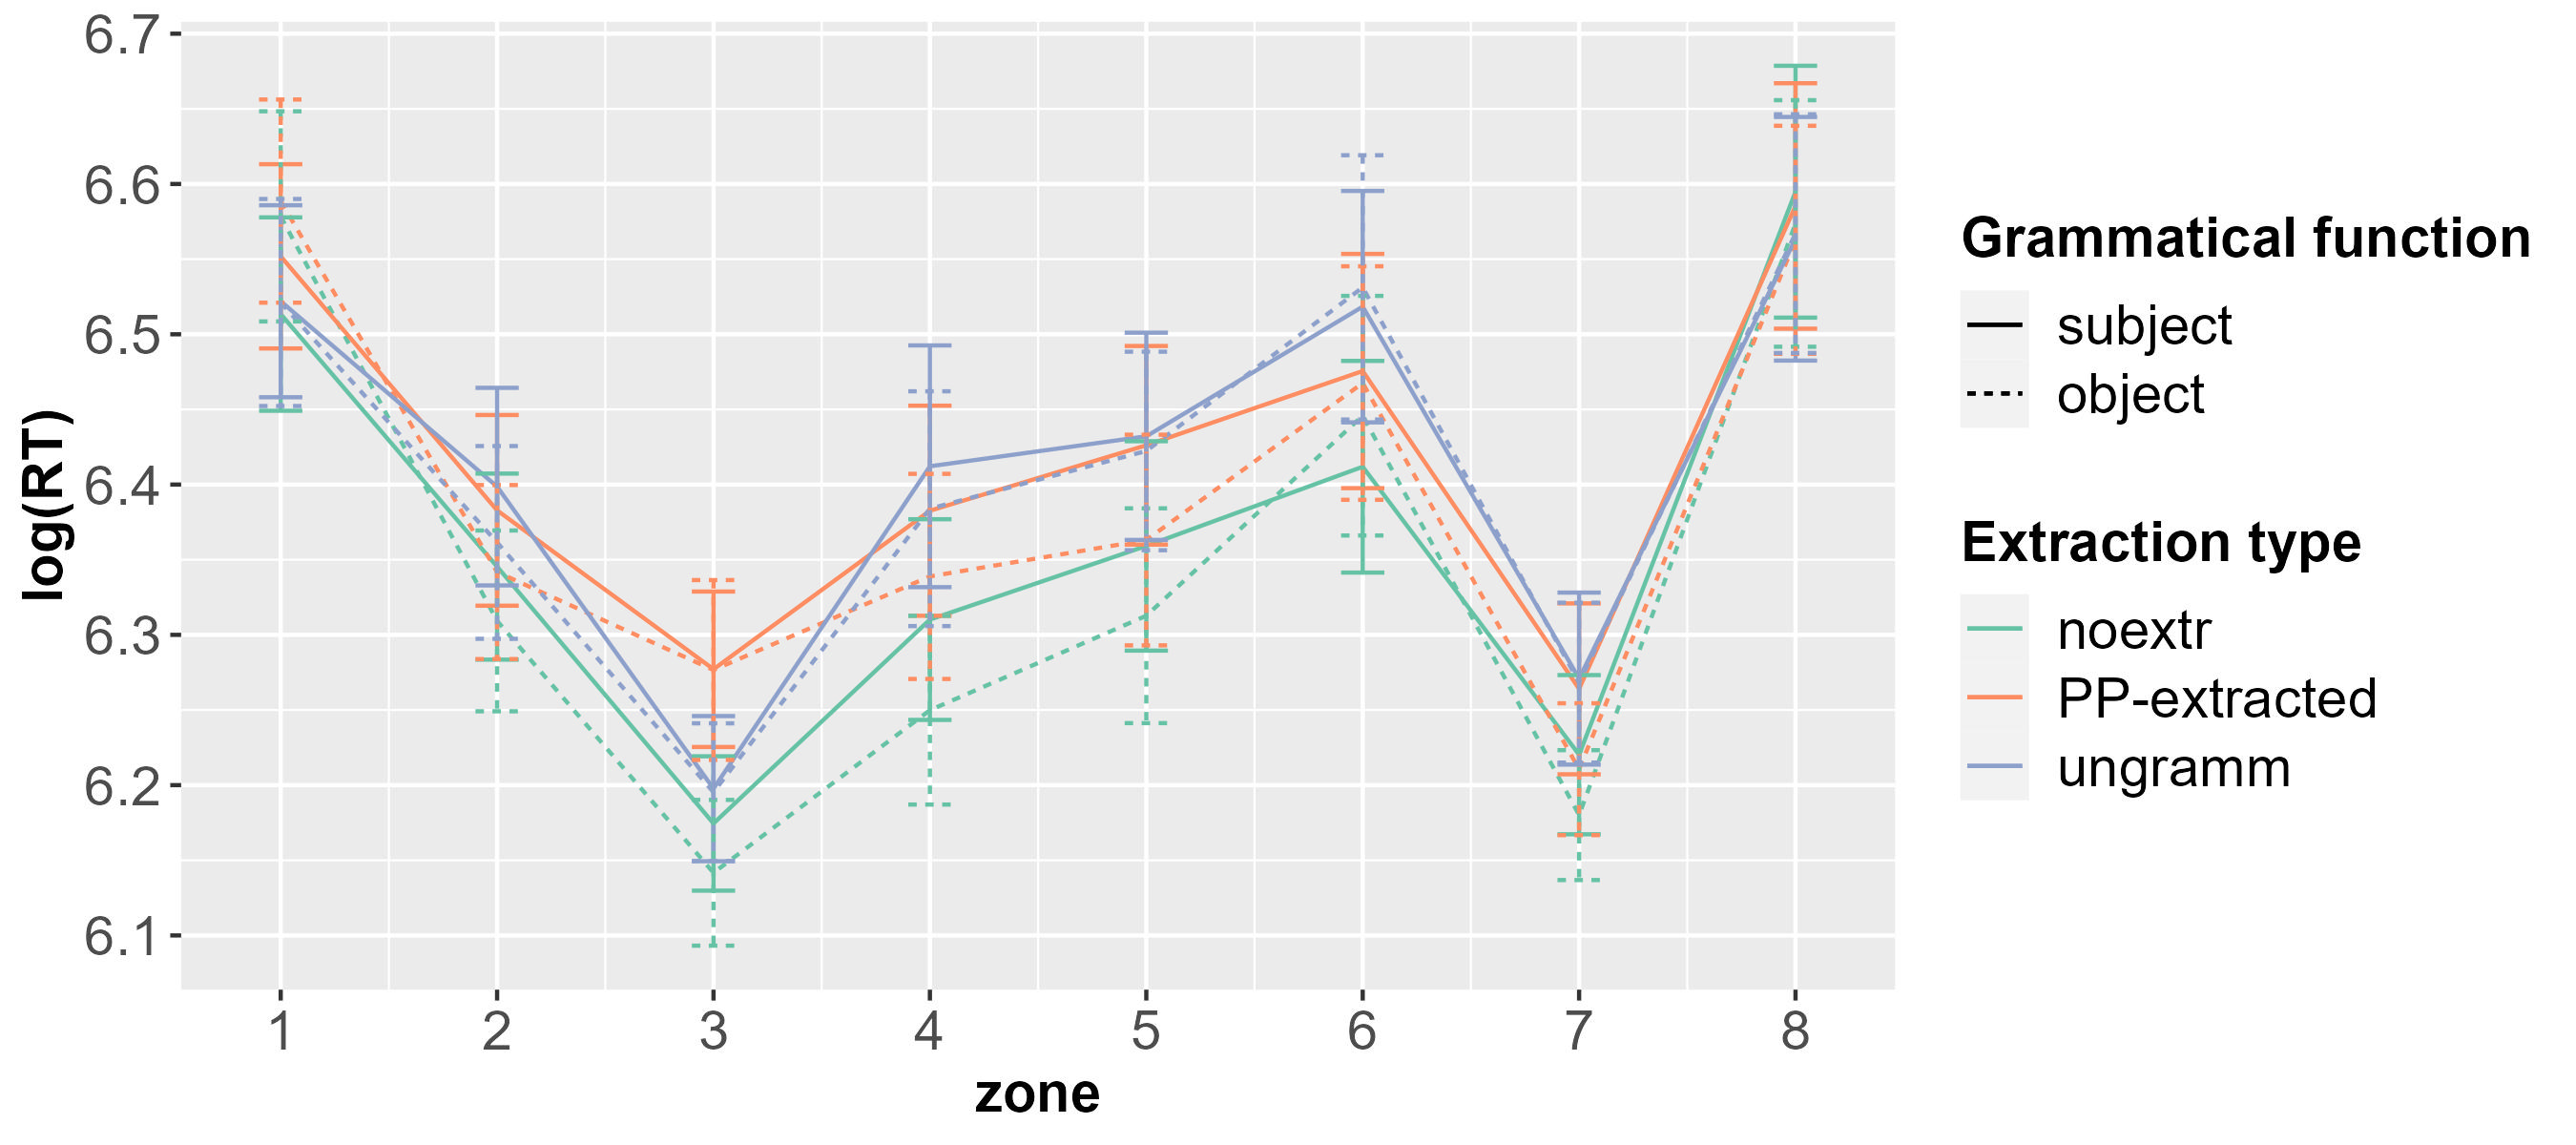 6.7
6.6
6.5
6.4
6.3
6.2
6.1
log(RT)
1 2 3 4 5 6 7 8
zone
Grammatical function
subject
object
Extraction type
noextr
PP-extracted
ungramm